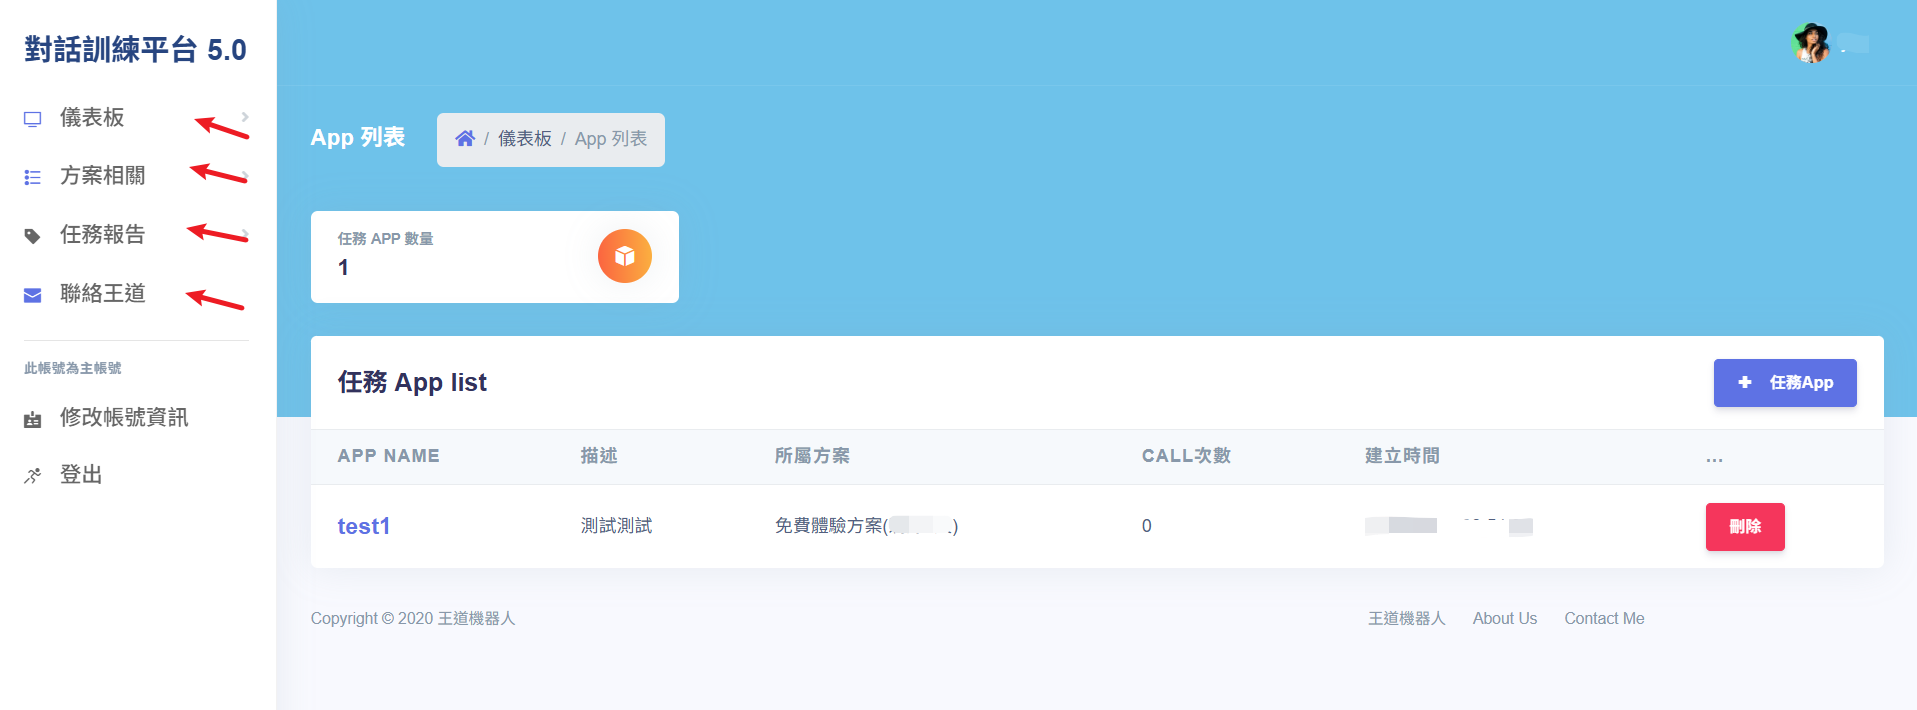 對話訓練平台 5.0
儀表板
方案相關
任務報告
聯絡王道
此帳號為主帳號
修改帳號資訊
登出
App 列表
/ 儀表板 / App 列表
任務 APP 數量
1
任務 App list
任務App
APP NAME 描述 所屬方案 CALL次數 建立時間 ...
test1 測試測試 免費體驗方案( ) 0 刪除
Copyright © 2020 王道機器人
王道機器人 About Us Contact Me